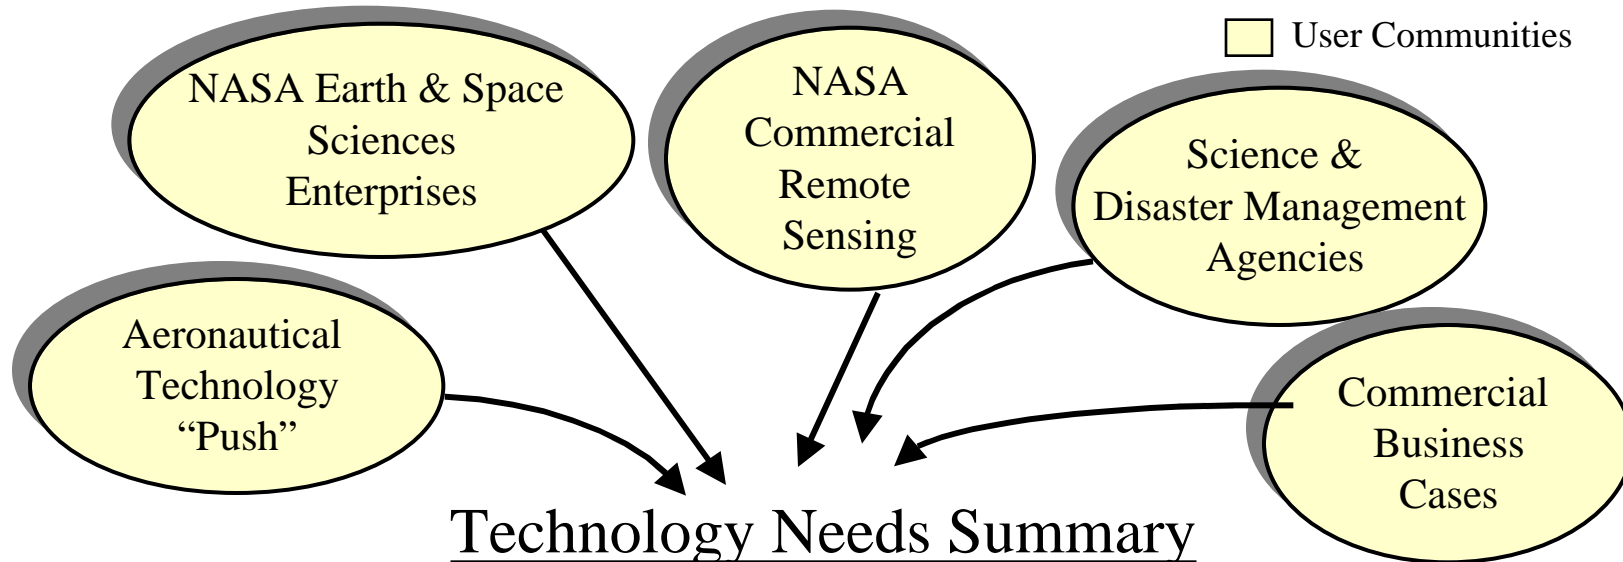 User Communities
NASA Earth & Space
Sciences
Enterprises
NASA
Commercial
Remote
Sensing
Science &
Disaster Management
Agencies
Aeronautical
Technology
“Push”
Commercial
Business
Cases
Technology Needs Summary